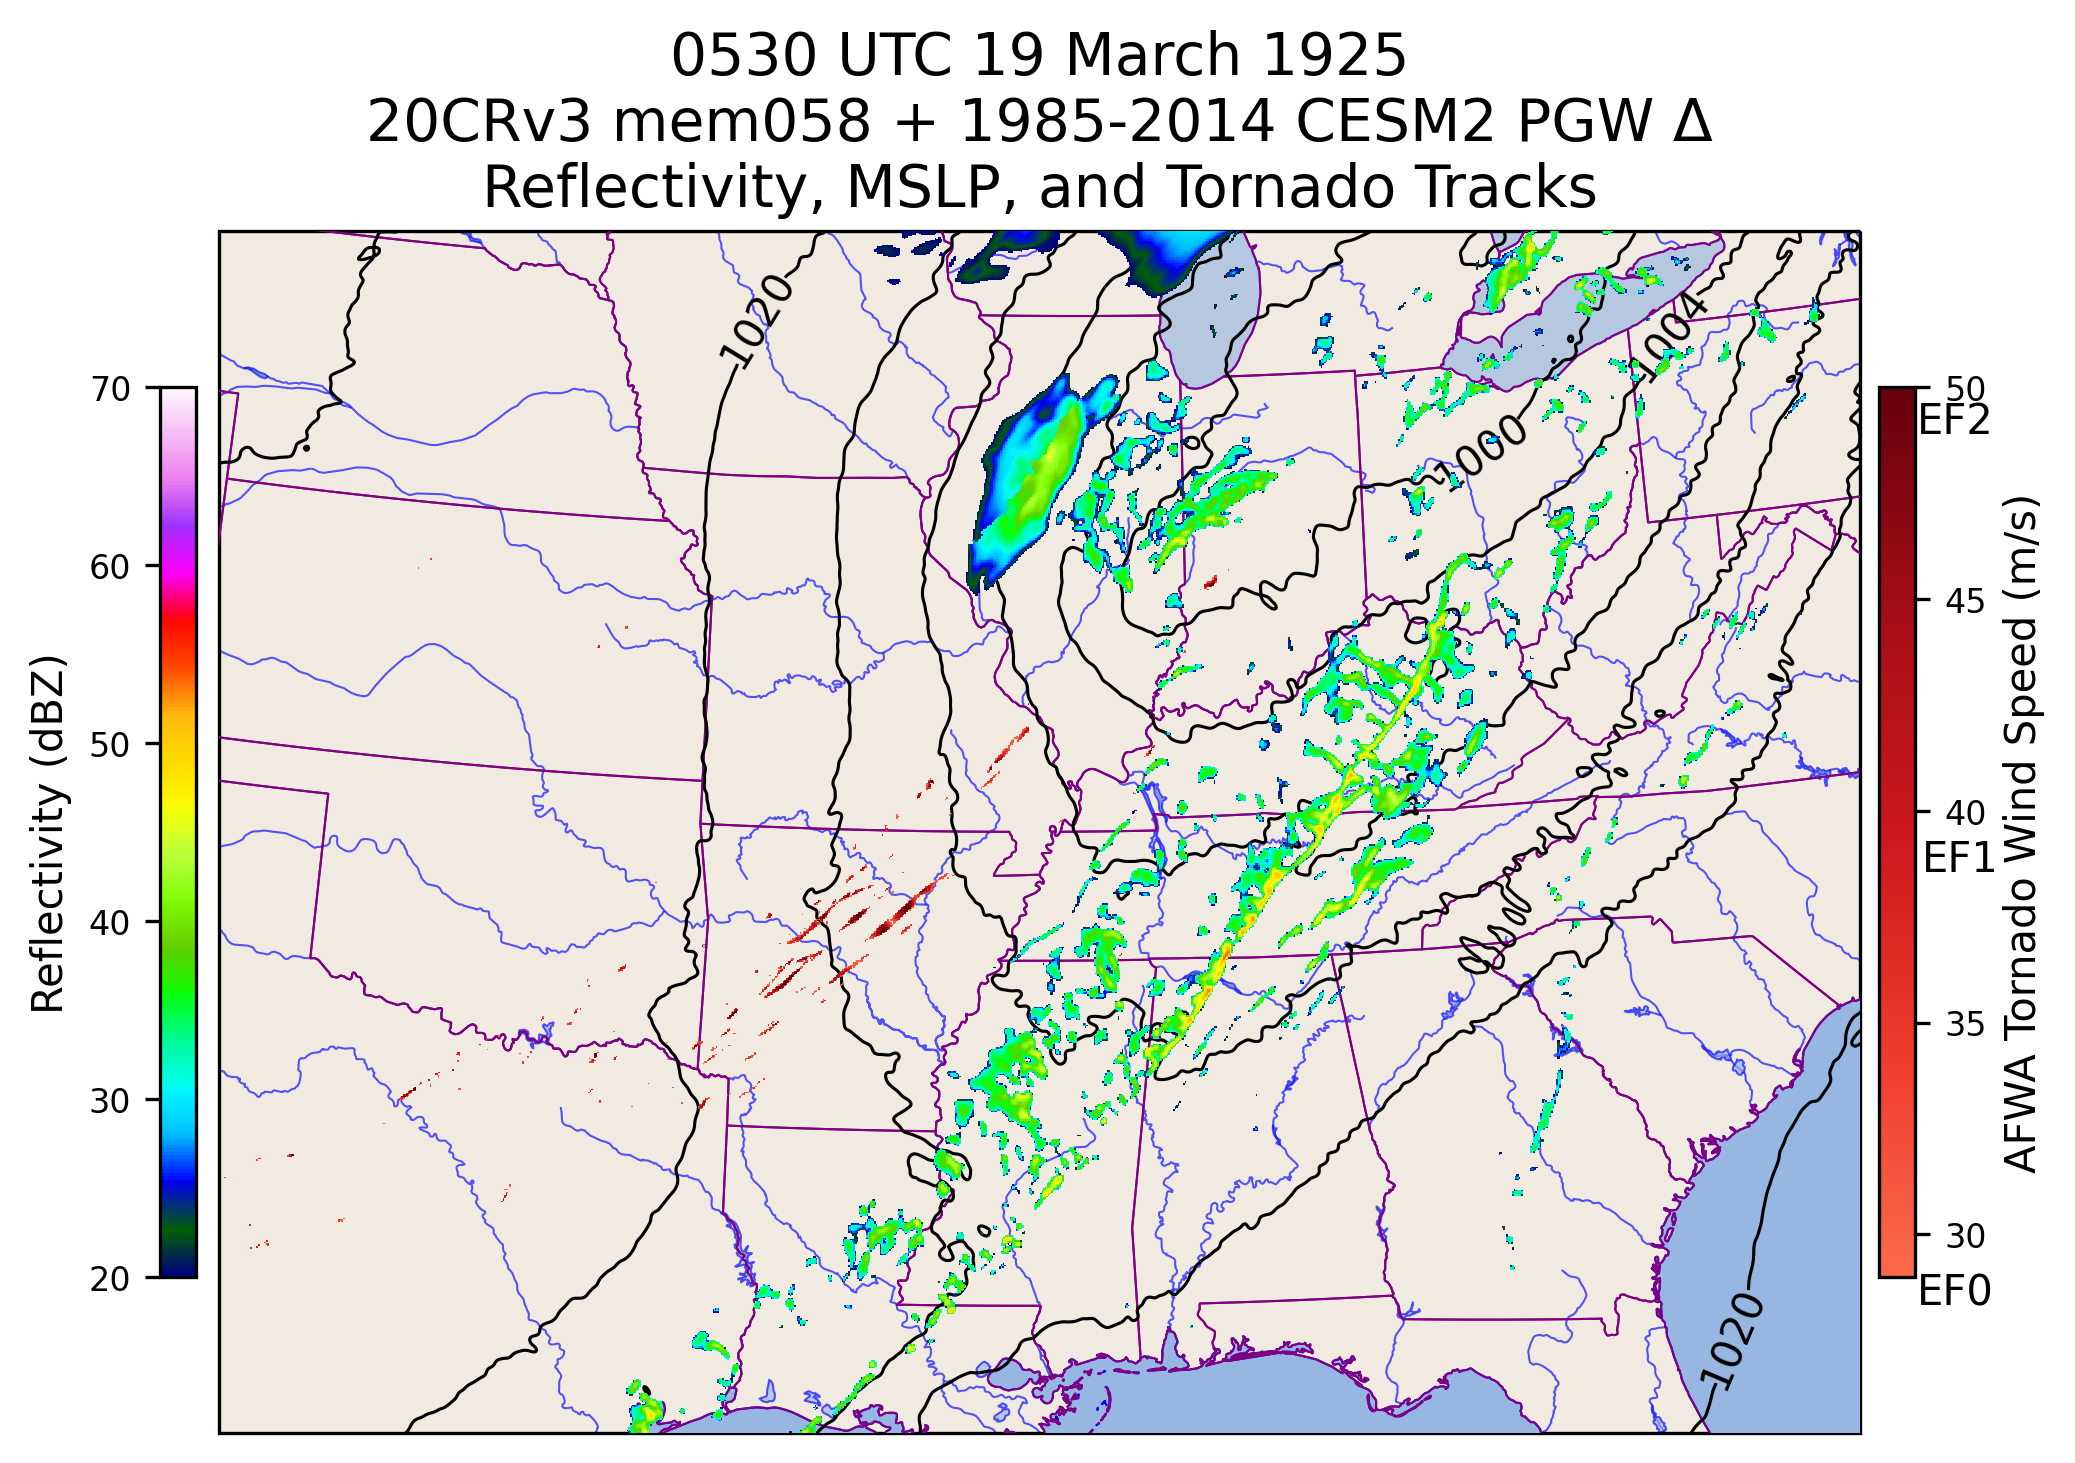 0530 UTC 19 March 1925
20CRv3 mem058 + 1985-2014 CESM2 PGW Δ
Reflectivity, MSLP, and Tornado Tracks
1020
1004
1000
1020
70
60
50
40
30
20
Reflectivity (dBZ)
50
EF2
45
40
EF1
35
30
EF0
AFWA Tornado Wind Speed (m/s)